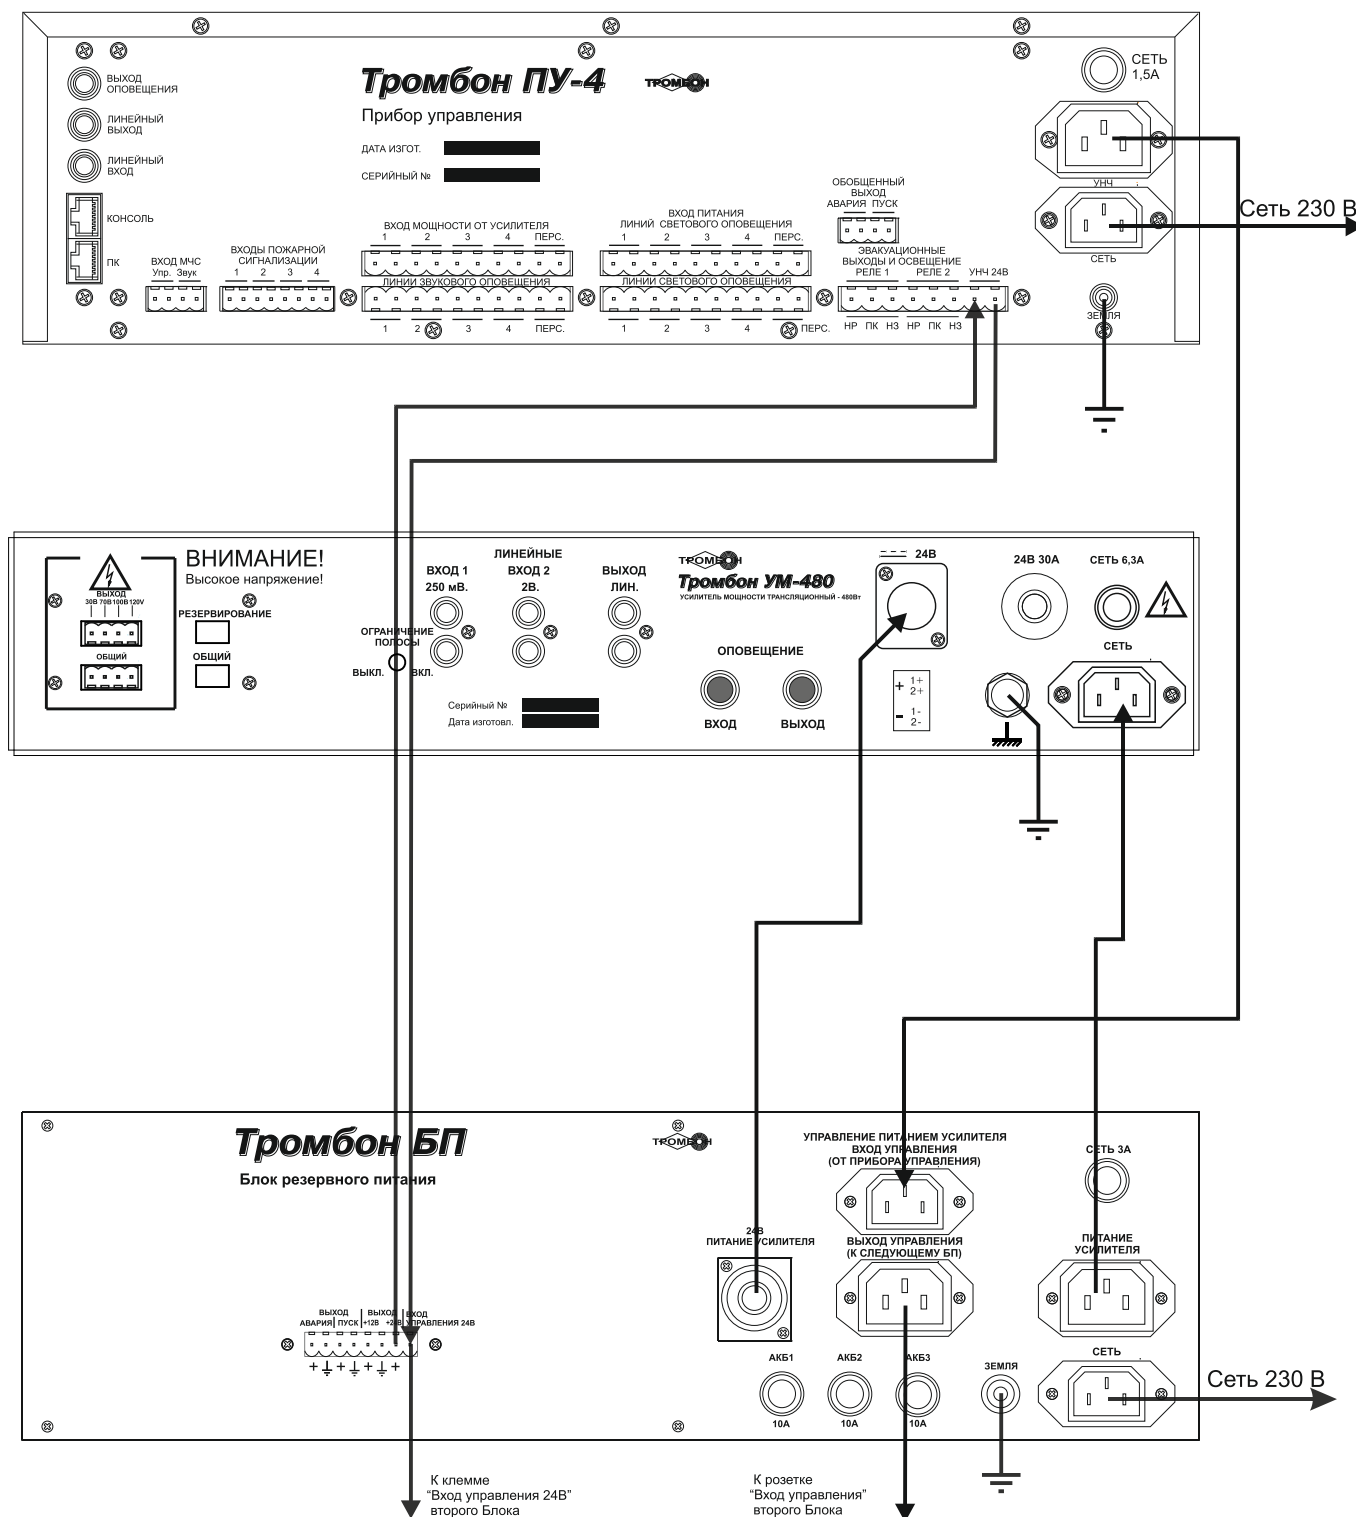 Тромбон ПУ-4
ТРОМБОН
Прибор управления
ДАТА ИЗГОТ.
СЕРИЙНЫЙ №
ВЫХОД
ОПОВЕЩЕНИЯ
ЛИНЕЙНЫЙ
ВЫХОД
ЛИНЕЙНЫЙ
ВХОД
КОНСОЛЬ
ПК
ВХОД МЧС
Упр. Звук
ВХОДЫ ПОЖАРНОЙ
СИГНАЛИЗАЦИИ
1 2 3 4
ВХОД МОЩНОСТИ ОТ УСИЛИТЕЛЯ
1 2 3 4 ПЕРС.
ЛИНИИ ЗВУКОВОГО ОПОВЕЩЕНИЯ
1 2 3 4 ПЕРС.
ВХОД ПИТАНИЯ
ЛИНИЙ СВЕТОВОГО ОПОВЕЩЕНИЯ
1 2 3 4 ПЕРС.
ЛИНИИ СВЕТОВОГО ОПОВЕЩЕНИЯ
1 2 3 4 ПЕРС.
ОБОБЩЕННЫЙ
ВЫХОД
АВАРИЯ ПУСК
ЭВАКУАЦИОННЫЕ
ВЫХОДЫ И ОСВЕЩЕНИЕ
РЕЛЕ 1 РЕЛЕ 2 УНЧ 24В
НР ПК НЗ НР ПК НЗ
СЕТЬ
1,5А
УНЧ
СЕТЬ
ЗЕМЛЯ
Сеть 230 В
ВНИМАНИЕ!
Высокое напряжение!
ВЫХОД
30В 70В 100В 120V
ОБЩИЙ
РЕЗЕРВИРОВАНИЕ
ОБЩИЙ
ОГРАНИЧЕНИЕ
ПОЛОСЫ
ВЫКЛ. ВКЛ.
ЛИНЕЙНЫЕ
ВХОД 1 ВХОД 2 ВЫХОД
250 мВ. 2В. ЛИН.
Серийный №
Дата изготовл.
ТРОМБОН
Тромбон УМ-480
УСИЛИТЕЛЬ МОЩНОСТИ ТРАНСЛЯЦИОННЫЙ - 480Вт
ОПОВЕЩЕНИЕ
ВХОД ВЫХОД
24В
+ 1+
2+
- 1-
2-
24В 30А
СЕТЬ 6,3А
СЕТЬ
Тромбон БП
ТРОМБОН
Блок резервного питания
ВЫХОД ВЫХОД ВХОД
АВАРИЯ ПУСК +12В +24В УПРАВЛЕНИЯ 24В
+ + + +
24В
ПИТАНИЕ УСИЛИТЕЛЯ
УПРАВЛЕНИЕ ПИТАНИЕМ УСИЛИТЕЛЯ
ВХОД УПРАВЛЕНИЯ
(ОТ ПРИБОРА УПРАВЛЕНИЯ)
ВЫХОД УПРАВЛЕНИЯ
(К СЛЕДУЮЩЕМУ БП)
СЕТЬ 3А
ПИТАНИЕ
УСИЛИТЕЛЯ
АКБ1 АКБ2 АКБ3
10А 10А 10А
ЗЕМЛЯ
СЕТЬ
Сеть 230 В
К клемме
“Вход управления 24В”
второго Блока
К розетке
“Вход управления”
второго Блока